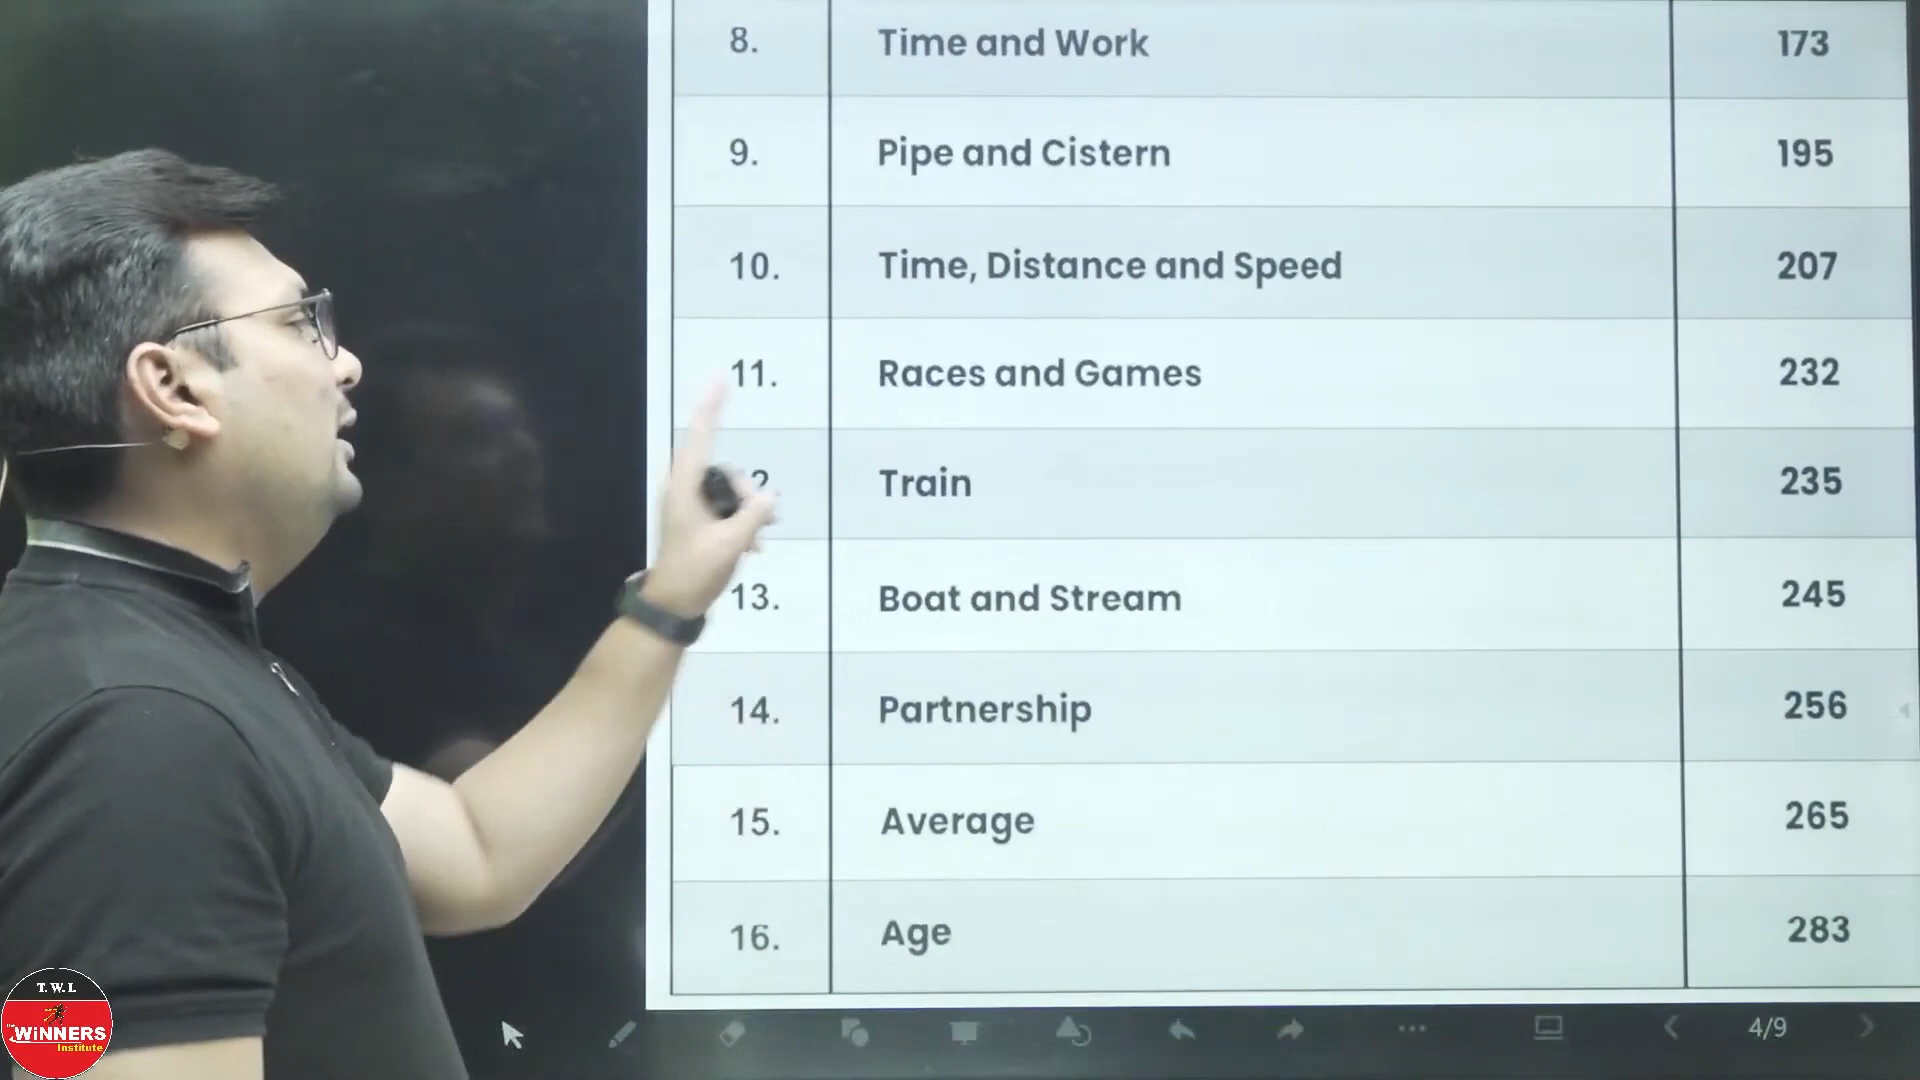 8. Time and Work 173
9. Pipe and Cistern 195
10. Time, Distance and Speed 207
11. Races and Games 232
2. Train 235
13. Boat and Stream 245
14. Partnership 256
15. Average 265
16. Age 283
4/9
T.W.I.
The WiNNERS
Institute